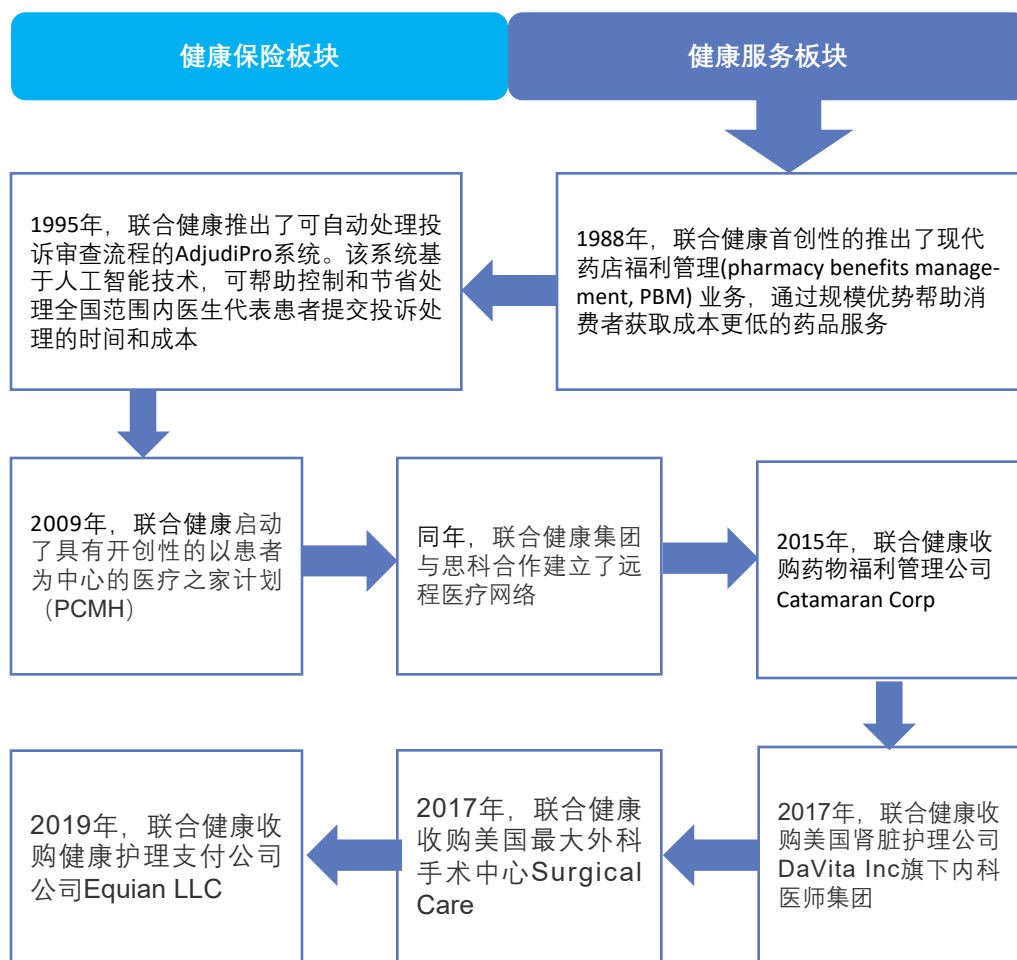 健康保险板块
健康服务板块
1988年，联合健康首创性的推出了现代
药店福利管理(pharmacy benefits manage-
ment, PBM) 业务，通过规模优势帮助消
费者获取成本更低的药品服务
1995年，联合健康推出了可自动处理投
诉审查流程的AdjudiPro系统。该系统基
于人工智能技术，可帮助控制和节省处
理全国范围内医生代表患者提交投诉处
理的时间和成本
2009年，联合健康启动
了具有开创性的以患者
为中心的医疗之家计划
（PCMH）
同年，联合健康集团
与思科合作建立了远
程医疗网络
2015年，联合健康收
购药物福利管理公司
Catamaran Corp
2017年，联合健康收
购美国肾脏护理公司
DaVita Inc旗下内科
医师集团
2017年，联合健康
收购美国最大外科
手术中心Surgical
Care
2019年，联合健康收
购健康护理支付公司
公司Equian LLC